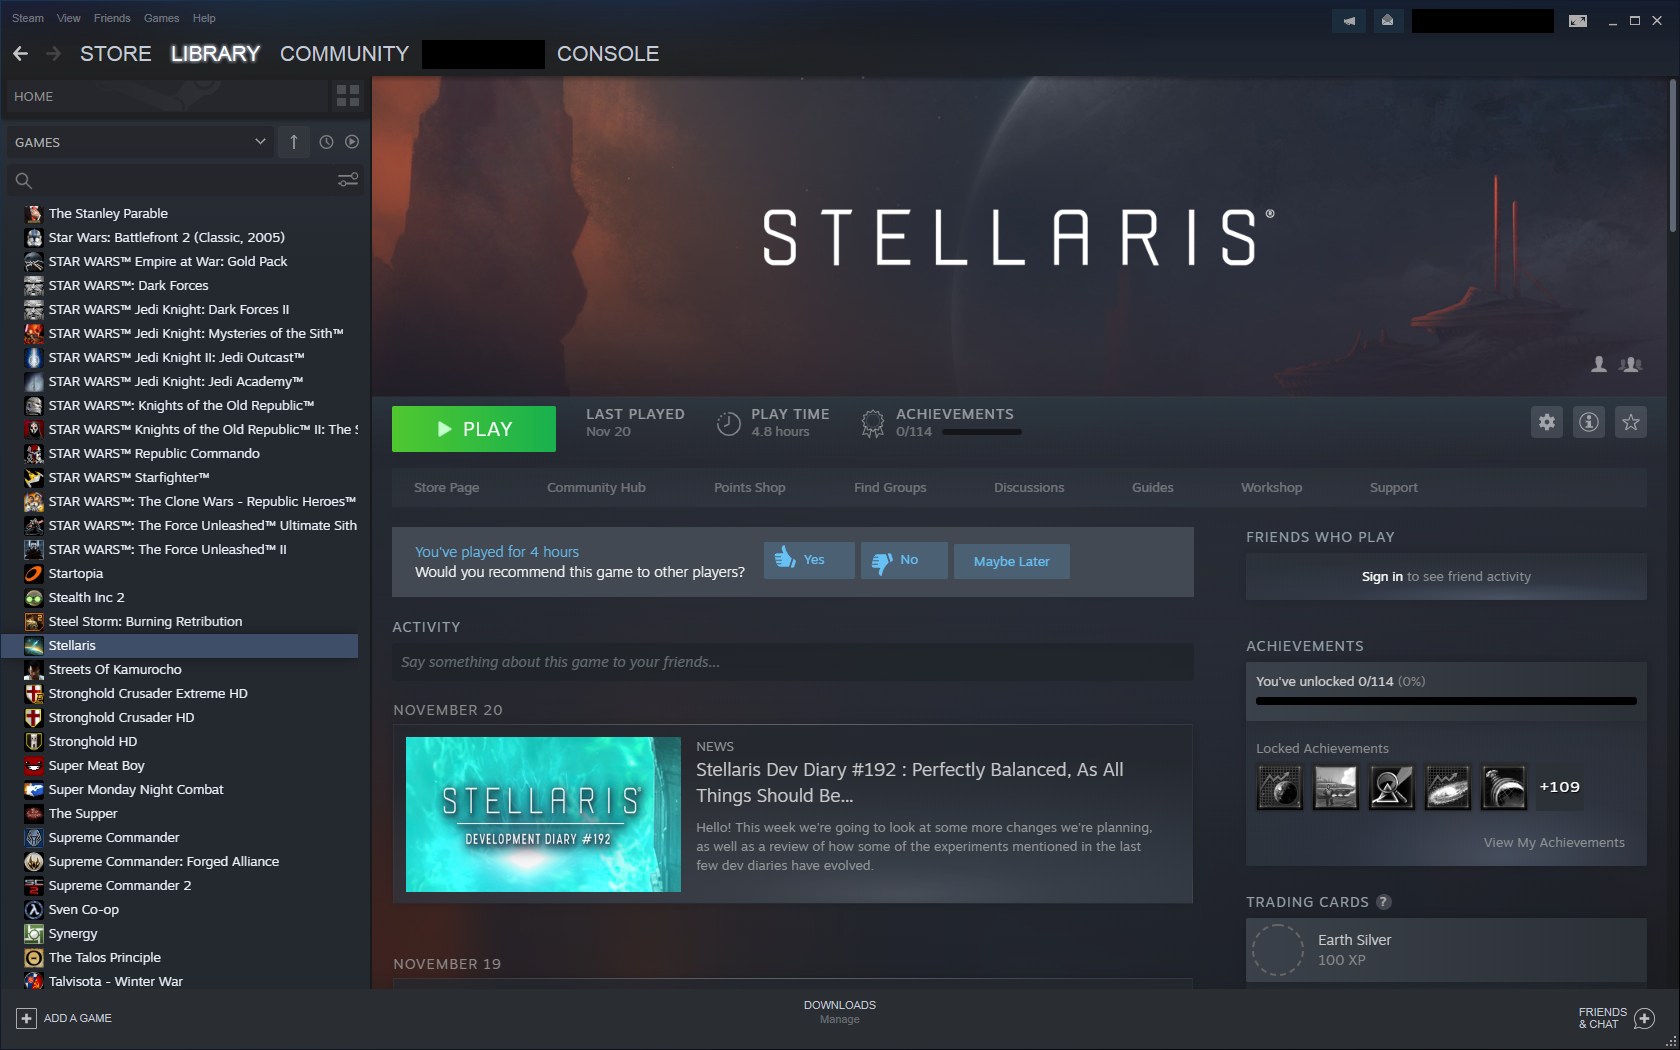 Steam View Friends Games Help
STORE LIBRARY COMMUNITY CONSOLE
HOME
GAMES
The Stanley Parable
Star Wars: Battlefront 2 (Classic, 2005)
STAR WARS™ Empire at War: Gold Pack
STAR WARS™: Dark Forces
STAR WARS™ Jedi Knight: Dark Forces II
STAR WARS™ Jedi Knight: Mysteries of the Sith™
STAR WARS™ Jedi Knight II: Jedi Outcast™
STAR WARS™ Jedi Knight: Jedi Academy™
STAR WARS™: Knights of the Old Republic™
STAR WARS™ Knights of the Old Republic™ II: The S
STAR WARS™ Republic Commando
STAR WARS™ Starfighter™
STAR WARS™: The Clone Wars - Republic Heroes™
STAR WARS™: The Force Unleashed™ Ultimate Sith
STAR WARS™: The Force Unleashed™ II
Startopia
Stealth Inc 2
Steel Storm: Burning Retribution
Stellaris
Streets Of Kamurocho
Stronghold Crusader Extreme HD
Stronghold Crusader HD
Stronghold HD
Super Meat Boy
Super Monday Night Combat
The Supper
Supreme Commander
Supreme Commander: Forged Alliance
Supreme Commander 2
Sven Co-op
Synergy
The Talos Principle
Talvisota - Winter War
STELLARIS®
PLAY
LAST PLAYED
Nov 20
PLAY TIME
4.8 hours
ACHIEVEMENTS
0/114
Store Page Community Hub Points Shop Find Groups Discussions Guides Workshop Support
You've played for 4 hours
Would you recommend this game to other players?
Yes No Maybe Later
ACTIVITY
Say something about this game to your friends...
NOVEMBER 20
STELLARIS®
DEVELOPMENT DIARY #192
NEWS
Stellaris Dev Diary #192 : Perfectly Balanced, As All
Things Should Be...
Hello! This week we're going to look at some more changes we're planning,
as well as a review of how some of the experiments mentioned in the last
few dev diaries have evolved.
NOVEMBER 19
FRIENDS WHO PLAY
Sign in to see friend activity
ACHIEVEMENTS
You've unlocked 0/114 (0%)
Locked Achievements
+109
View My Achievements
TRADING CARDS ?
Earth Silver
100 XP
ADD A GAME
DOWNLOADS
Manage
FRIENDS
& CHAT